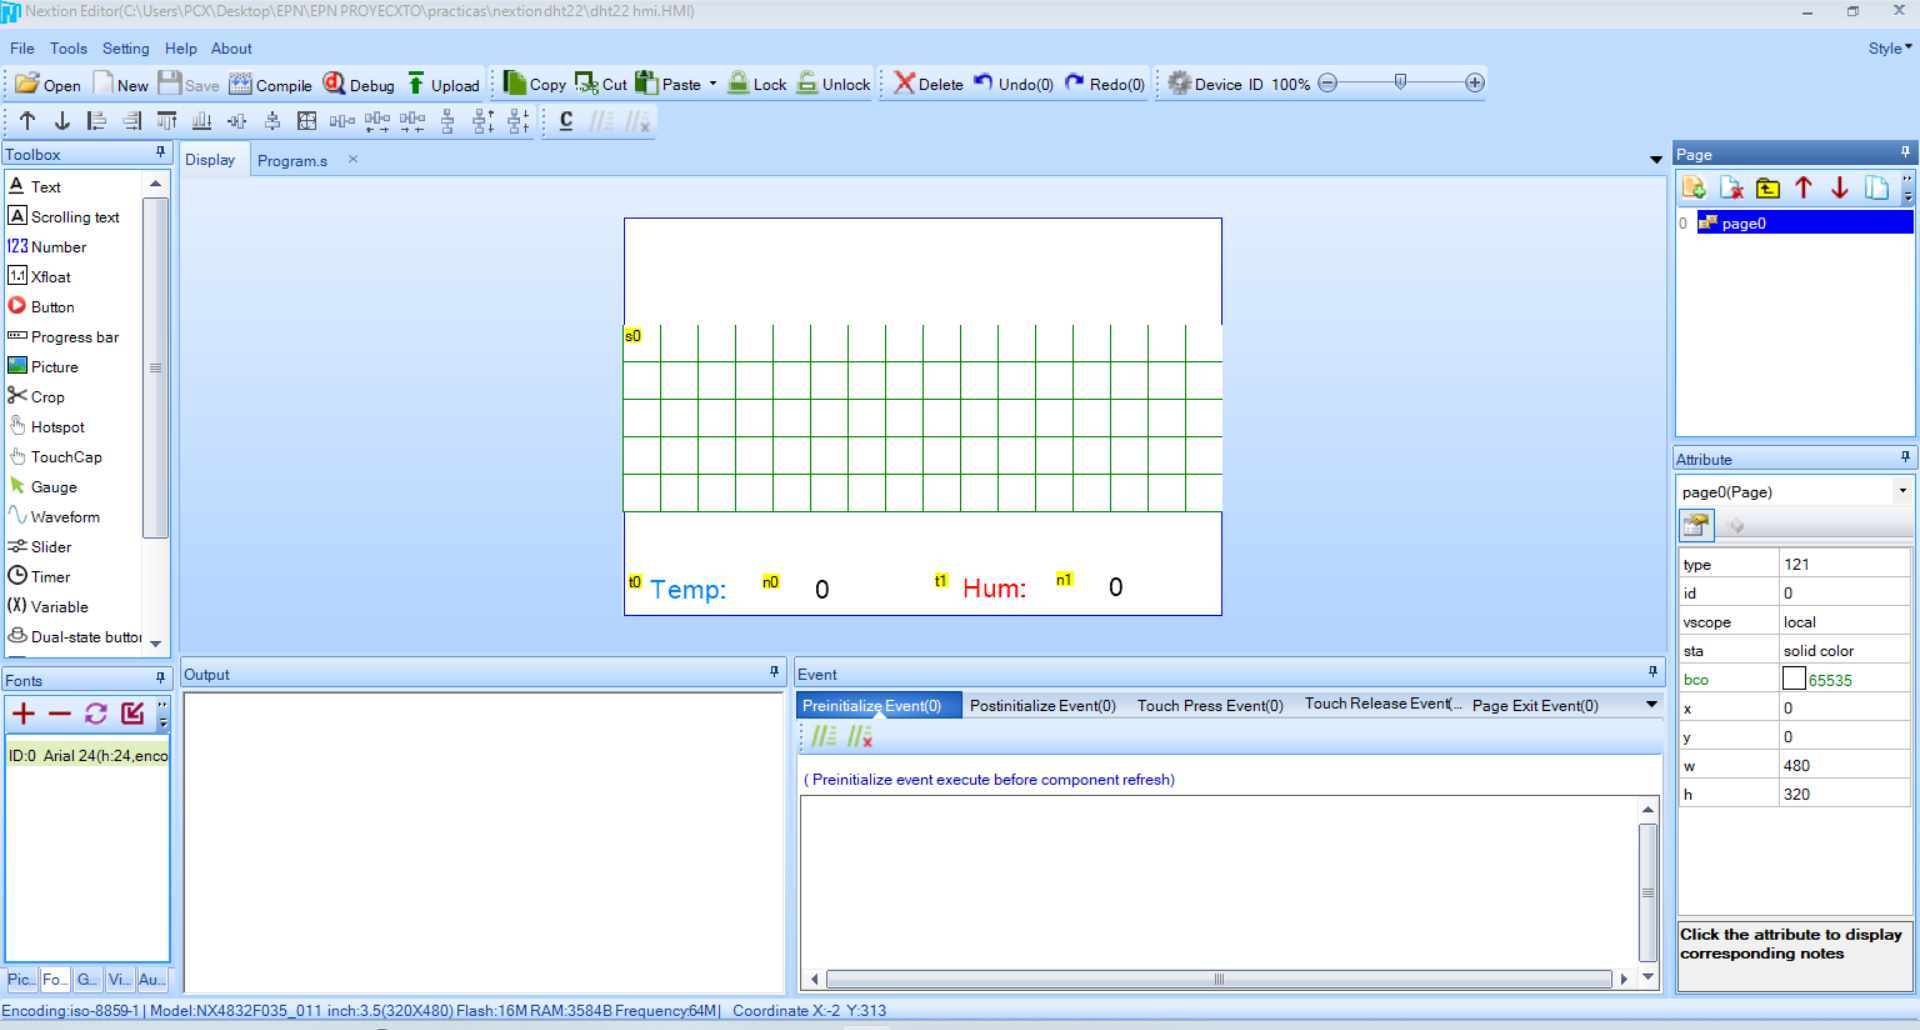 Nextion Editor(C:\Users\PCX\Desktop\EPN\EPN PROYECXTO\practicas\nextion dht22\dht22 hmi.HMI)
File Tools Setting Help About Style
Open New Save Compile Debug Upload Copy Cut Paste Lock Unlock Delete Undo(0) Redo(0) Device ID 100%
C
Toolbox
Text
Scrolling text
123 Number
1.1 Xfloat
Button
Progress bar
Picture
Crop
Hotspot
TouchCap
Gauge
Waveform
Slider
Timer
(X) Variable
Dual-state button
Fonts
ID:0 Arial 24(h:24,enco
Pic... Fo... G... Vi... Au...
Display Program.s
s0
t0 Temp: n0 0 t1 Hum: n1 0
Output
Event
Preinitialize Event(0) Postinitialize Event(0) Touch Press Event(0) Touch Release Event(... Page Exit Event(0)
( Preinitialize event execute before component refresh)
Page
0 page0
Attribute
page0(Page)
type 121
id 0
vscope local
sta solid color
bco 65535
x 0
y 0
w 480
h 320
Click the attribute to display
corresponding notes
Encoding:iso-8859-1 | Model:NX4832F035_011 inch:3.5(320X480) Flash:16M RAM:3584B Frequency:64M| Coordinate X:-2 Y:313